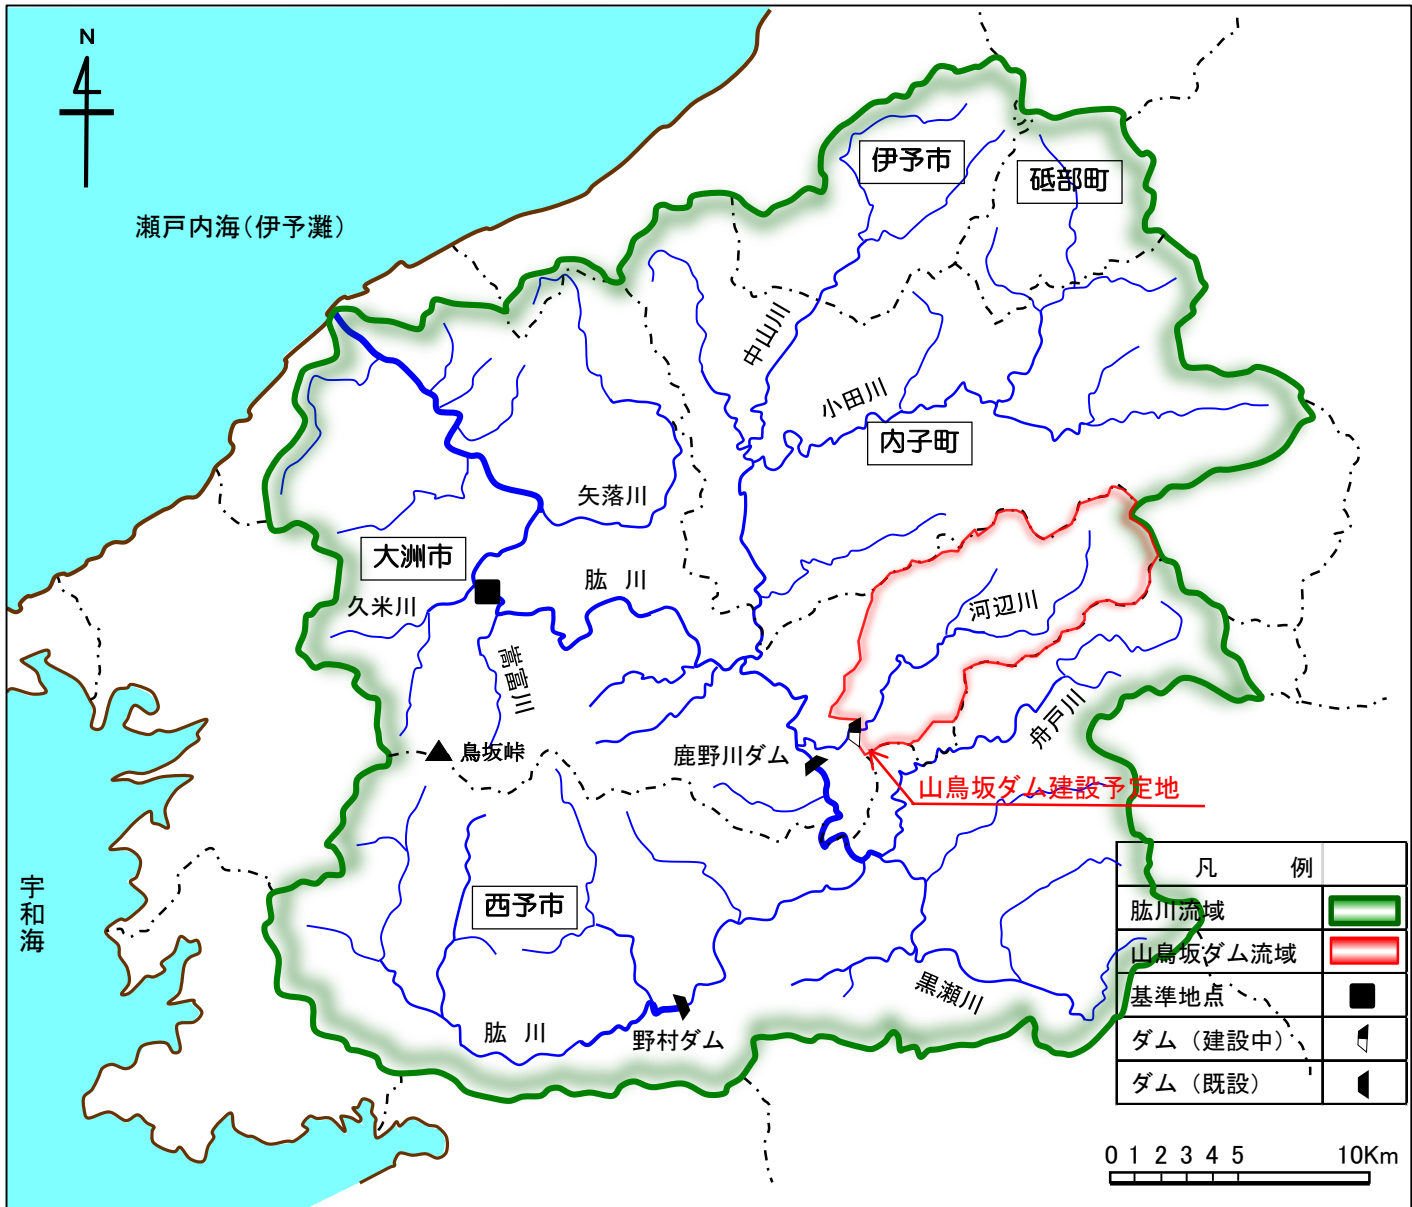 N
瀬戸内海(伊予灘)
伊予市
砥部町
中山川
小田川
内子町
矢落川
大洲市
肱 川
久米川
河辺川
嵩富川
舟戸川
鳥坂峠
鹿野川ダム
山鳥坂ダム建設予定地
宇和海
西予市
黒瀬川
肱 川
野村ダム
凡 例
肱川流域
山鳥坂ダム流域
基準地点
ダム (建設中)
ダム (既設)
0 1 2 3 4 5 10Km